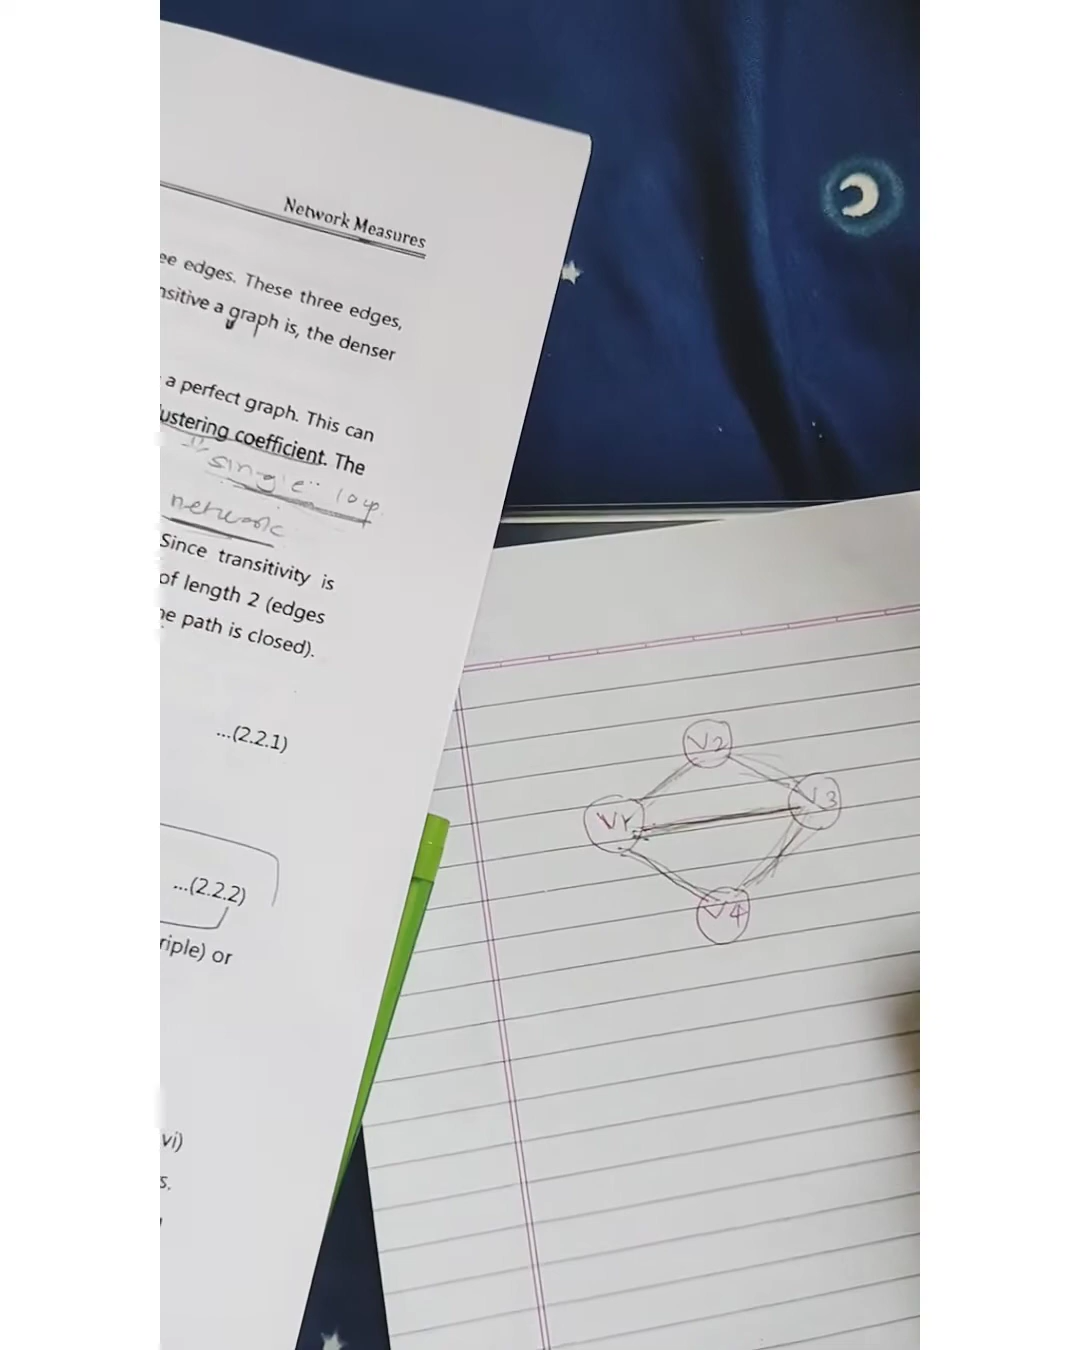 Network Measures
ee edges. These three edges,
nsitive a graph is, the denser
a perfect graph. This can
ustering coefficient. The
"single" loop
network
Since transitivity is
of length 2 (edges
he path is closed).
...(2.2.1)
...(2.2.2)
riple) or
vi)
s,
V2
V3
V1
V4